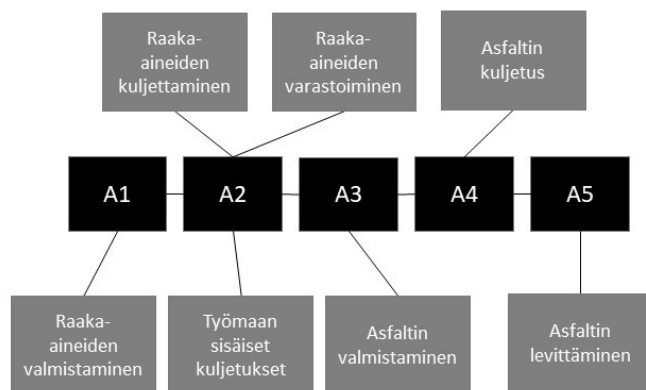 Raaka-
aineiden
kuljettaminen
Raaka-
aineiden
varastoiminen
Asfaltin
kuljetus
A1
A2
A3
A4
A5
Raaka-
aineiden
valmistaminen
Työmaan
sisäiset
kuljetukset
Asfaltin
valmistaminen
Asfaltin
levittäminen